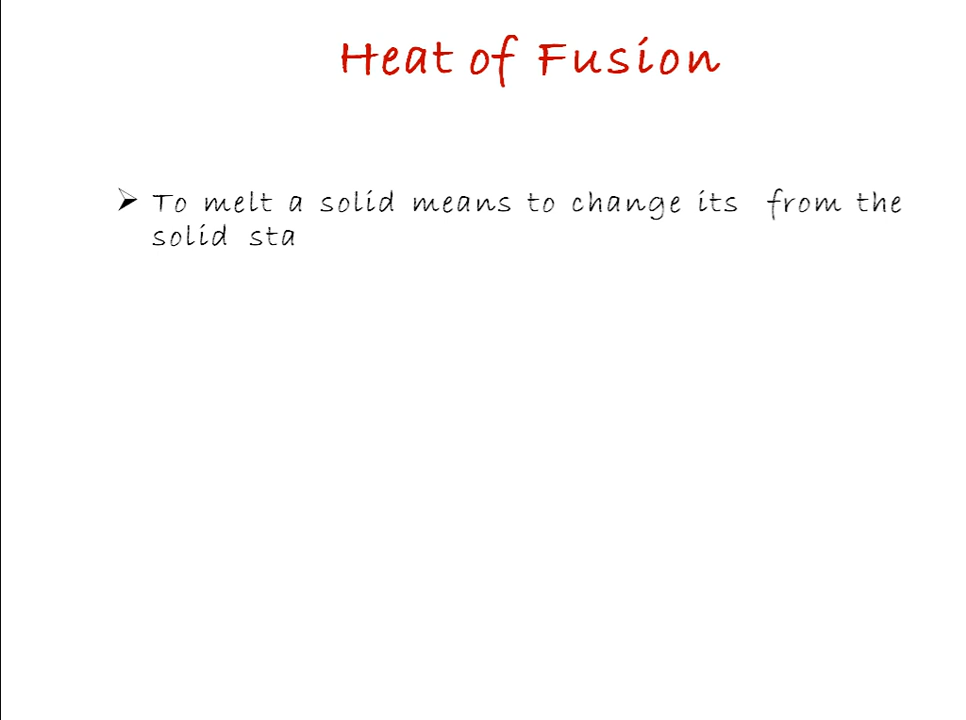 Heat of Fusion
➢ To melt a solid means to change its from the
solid sta